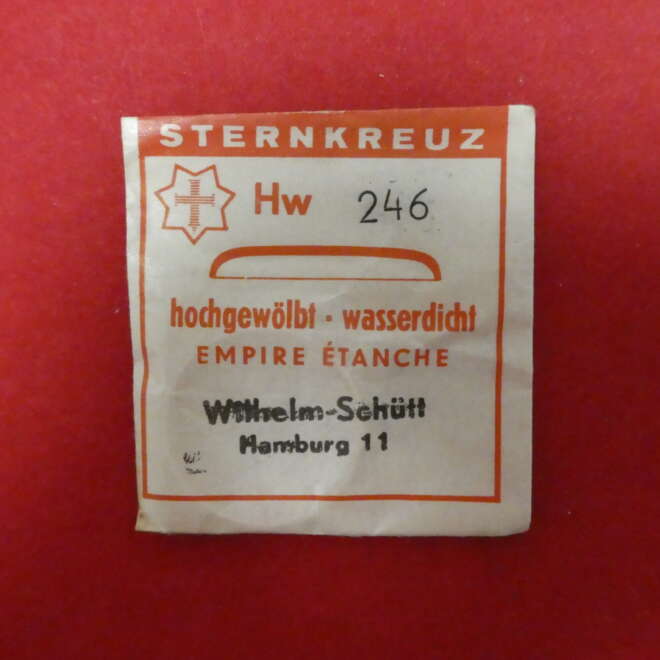 STERNKREUZ
Hw 246
hochgewölbt · wasserdicht
EMPIRE ÉTANCHE
Wilhelm-Schütt
Hamburg 11